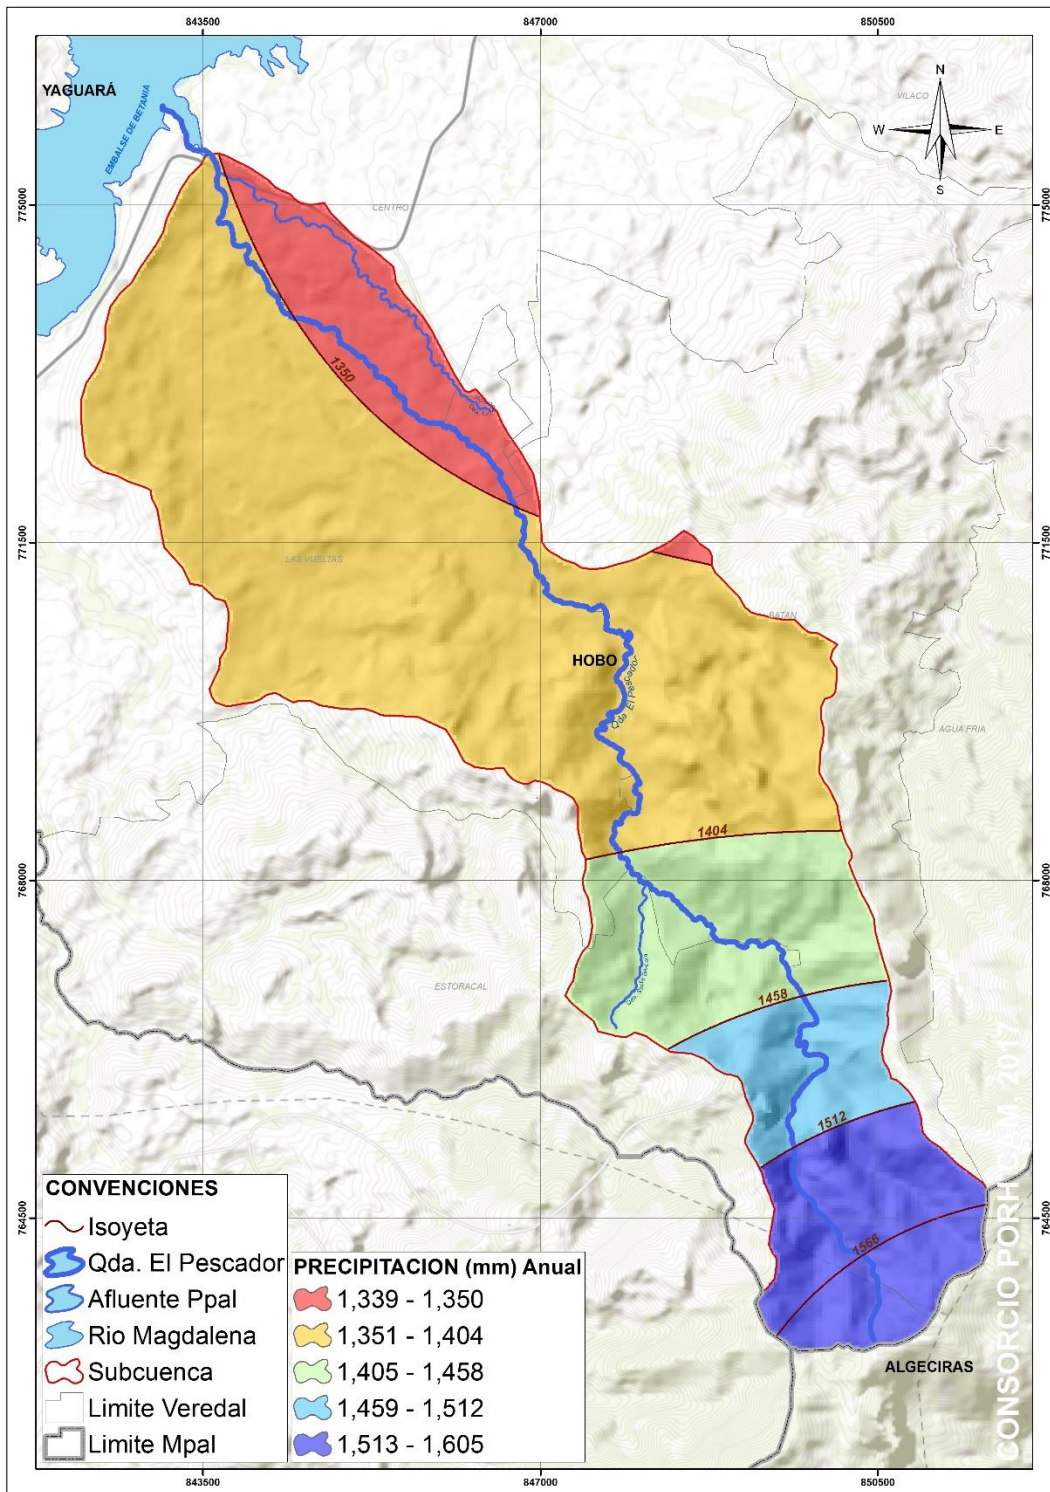 843500
847000
850500
N
W
E
S
YAGUARÁ
EMBALSE DE BETANIA
VILACO
775000
775000
CENTRO
1350
771500
771500
LAS VUELTAS
BATAN
HOBO
Qda El Pescador
AGUA FRIA
1404
768000
768000
ESTORACAL
1458
1512
764500
764500
1566
ALGECIRAS
CONSORCIO PORH
CONVENCIONES
Isoyeta
Qda. El Pescador
Afluente Ppal
Rio Magdalena
Subcuenca
Limite Veredal
Limite Mpal
PRECIPITACION (mm) Anual
1,339 - 1,350
1,351 - 1,404
1,405 - 1,458
1,459 - 1,512
1,513 - 1,605
843500
847000
850500